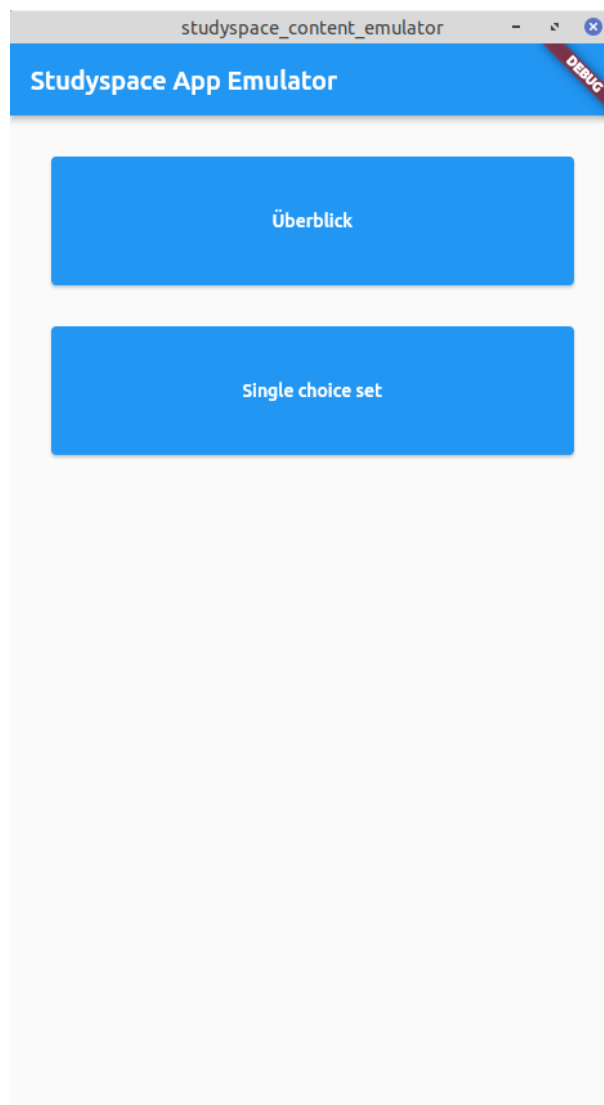 studyspace_content_emulator
Studyspace App Emulator
DEBUG
Überblick
Single choice set